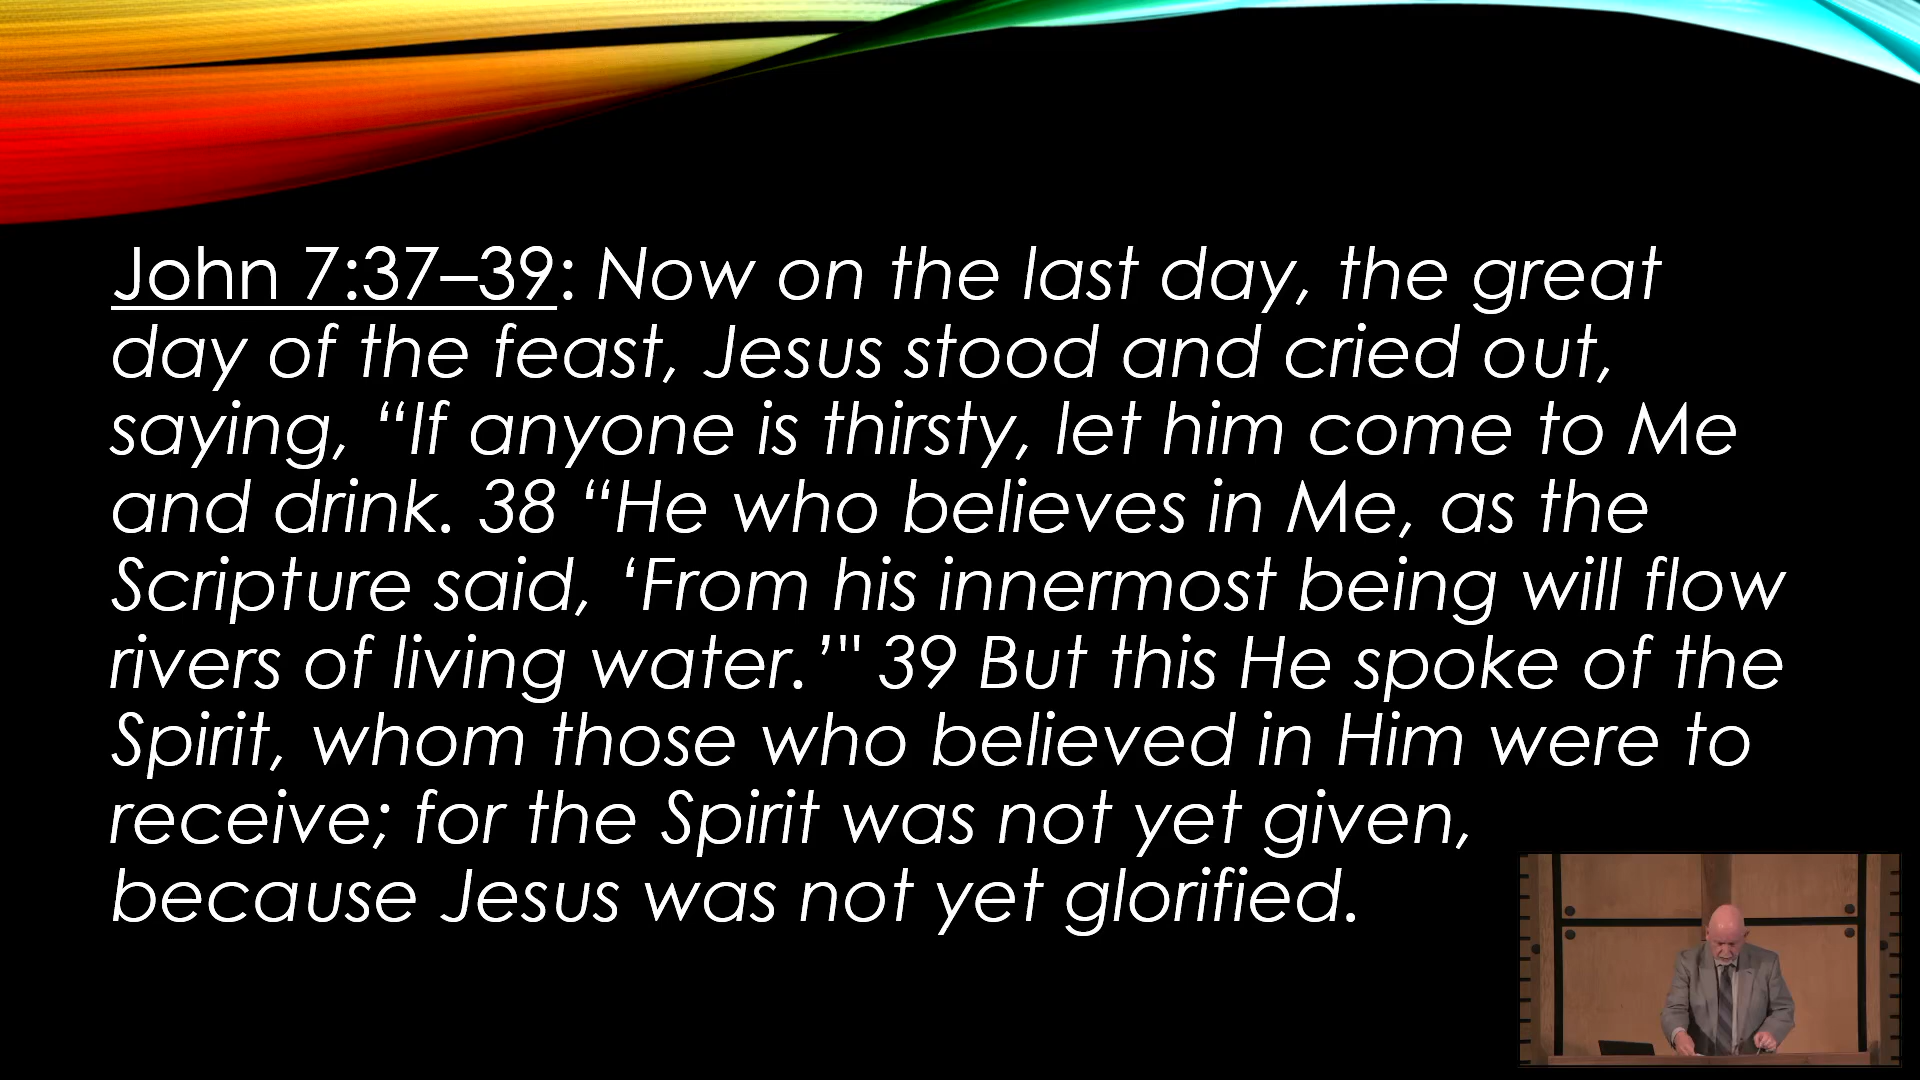 John 7:37–39: Now on the last day, the great
day of the feast, Jesus stood and cried out,
saying, “If anyone is thirsty, let him come to Me
and drink. 38 “He who believes in Me, as the
Scripture said, ‘From his innermost being will flow
rivers of living water.’" 39 But this He spoke of the
Spirit, whom those who believed in Him were to
receive; for the Spirit was not yet given,
because Jesus was not yet glorified.